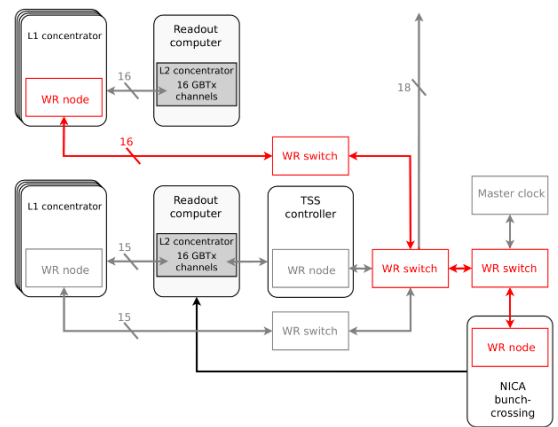 L1 concentrator
WR node
16
Readout
computer
L2 concentrator
16 GBTx
channels
18
16
WR switch
L1 concentrator
WR node
15
Readout
computer
L2 concentrator
16 GBTx
channels
TSS
controller
WR node
WR switch
Master clock
WR switch
15
WR switch
WR node
NICA
bunch-
crossing